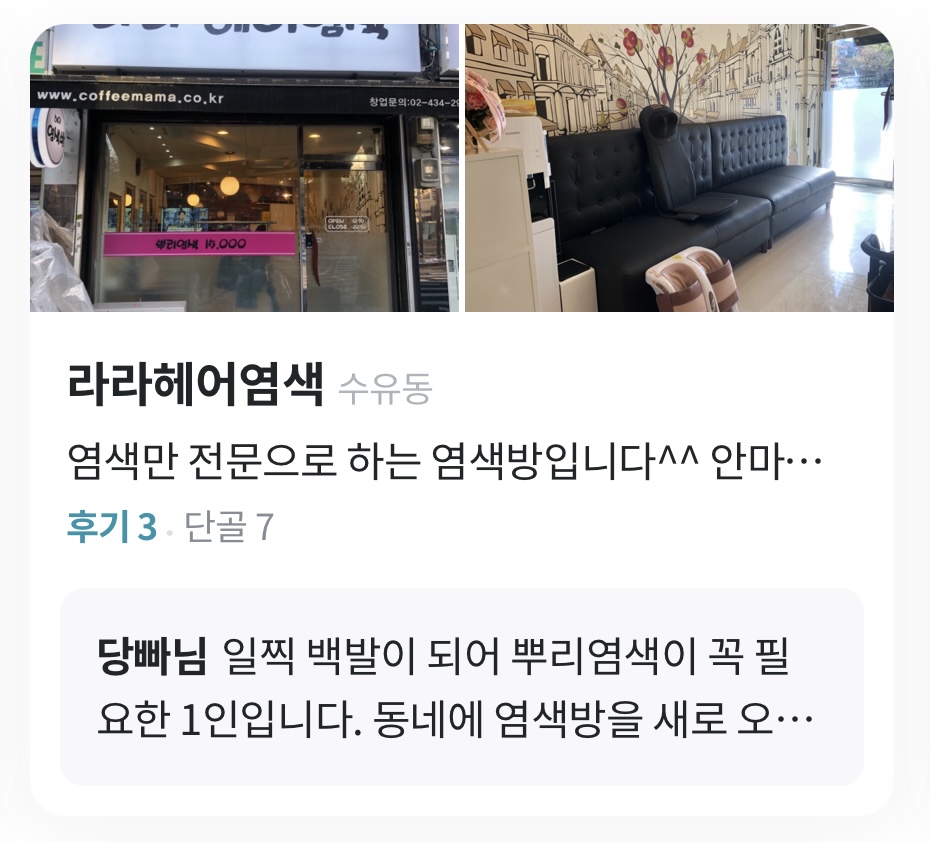 www.coffeemama.co.kr
창업문의:02-434-29
뿌리염색 15,000
OPEN
CLOSE
라라헤어염색 수유동
염색만 전문으로 하는 염색방입니다^^ 안마…
후기 3 · 단골 7
당빠님 일찍 백발이 되어 뿌리염색이 꼭 필
요한 1인입니다. 동네에 염색방을 새로 오…